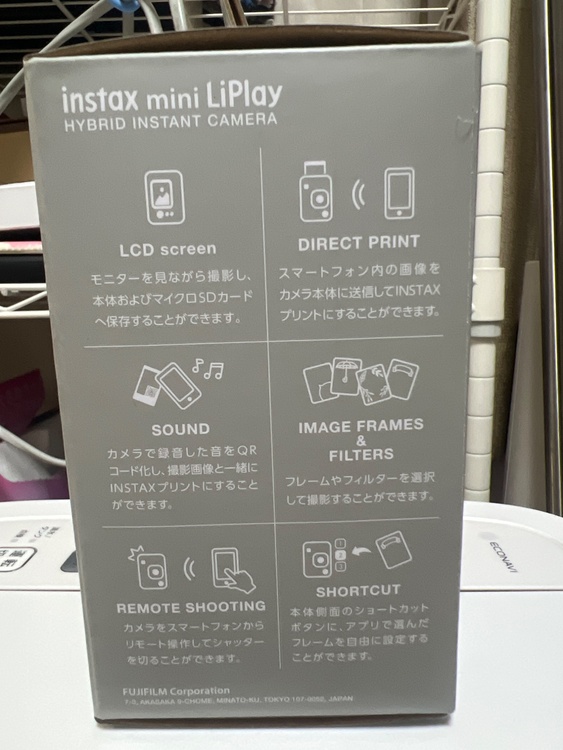 instax mini LiPlay
HYBRID INSTANT CAMERA
LCD screen
モニターを見ながら撮影し、
本体およびマイクロSDカード
へ保存することができます。
DIRECT PRINT
スマートフォン内の画像を
カメラ本体に送信してINSTAX
プリントにすることができます。
SOUND
カメラで録音した音をQR
コード化し、撮影画像と一緒に
INSTAXプリントにすること
ができます。
IMAGE FRAMES
&
FILTERS
フレームやフィルターを選択
して撮影することができます。
REMOTE SHOOTING
カメラをスマートフォンから
リモート操作してシャッター
を切ることができます。
1
2
3
SHORTCUT
本体側面のショートカット
ボタンに、アプリで選んだ
フレームを自由に設定する
ことができます。
FUJIFILM Corporation
7-3, AKASAKA 9-CHOME, MINATO-KU, TOKYO 107-0052, JAPAN
ECONAVI
運転